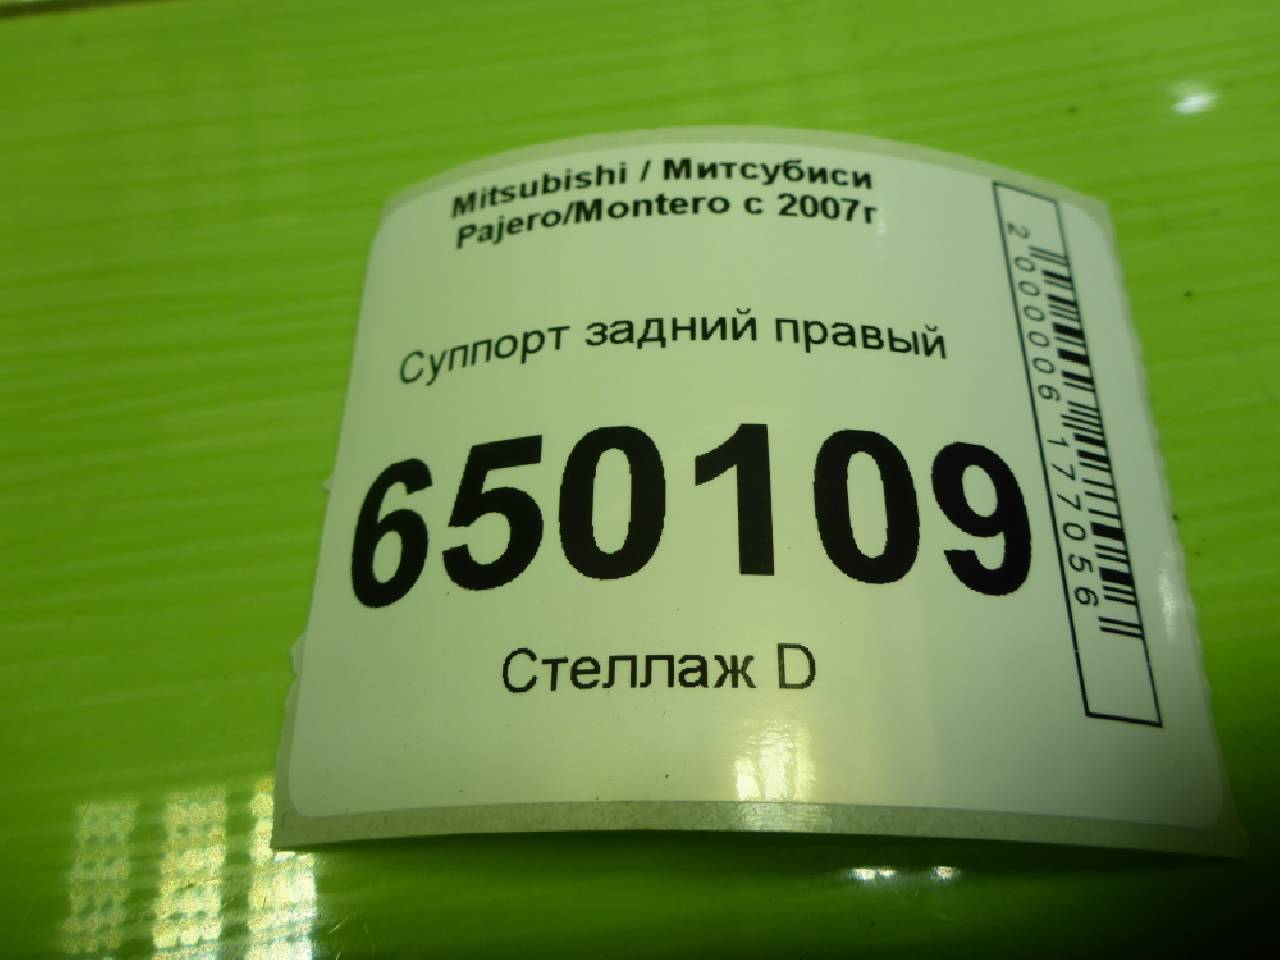 Mitsubishi / Митсубиси
Pajero/Montero с 2007г
Суппорт задний правый
650109
Стеллаж D
2000006177056